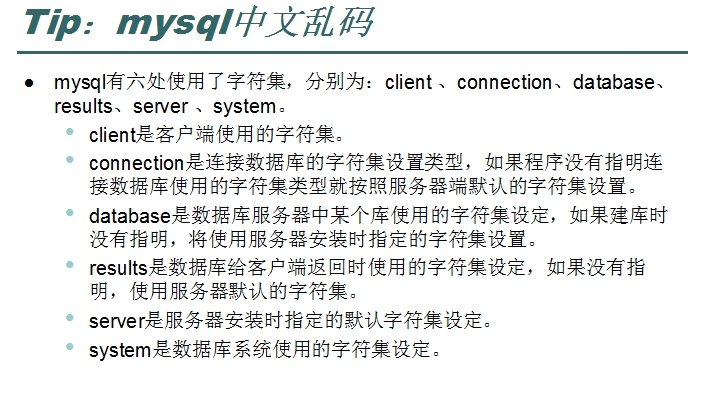 Tip：mysql中文乱码
● mysql有六处使用了字符集，分别为：client 、connection、database、
results、server 、system。
• client是客户端使用的字符集。
• connection是连接数据库的字符集设置类型，如果程序没有指明连
接数据库使用的字符集类型就按照服务器端默认的字符集设置。
• database是数据库服务器中某个库使用的字符集设定，如果建库时
没有指明，将使用服务器安装时指定的字符集设置。
• results是数据库给客户端返回时使用的字符集设定，如果没有指
明，使用服务器默认的字符集。
• server是服务器安装时指定的默认字符集设定。
• system是数据库系统使用的字符集设定。